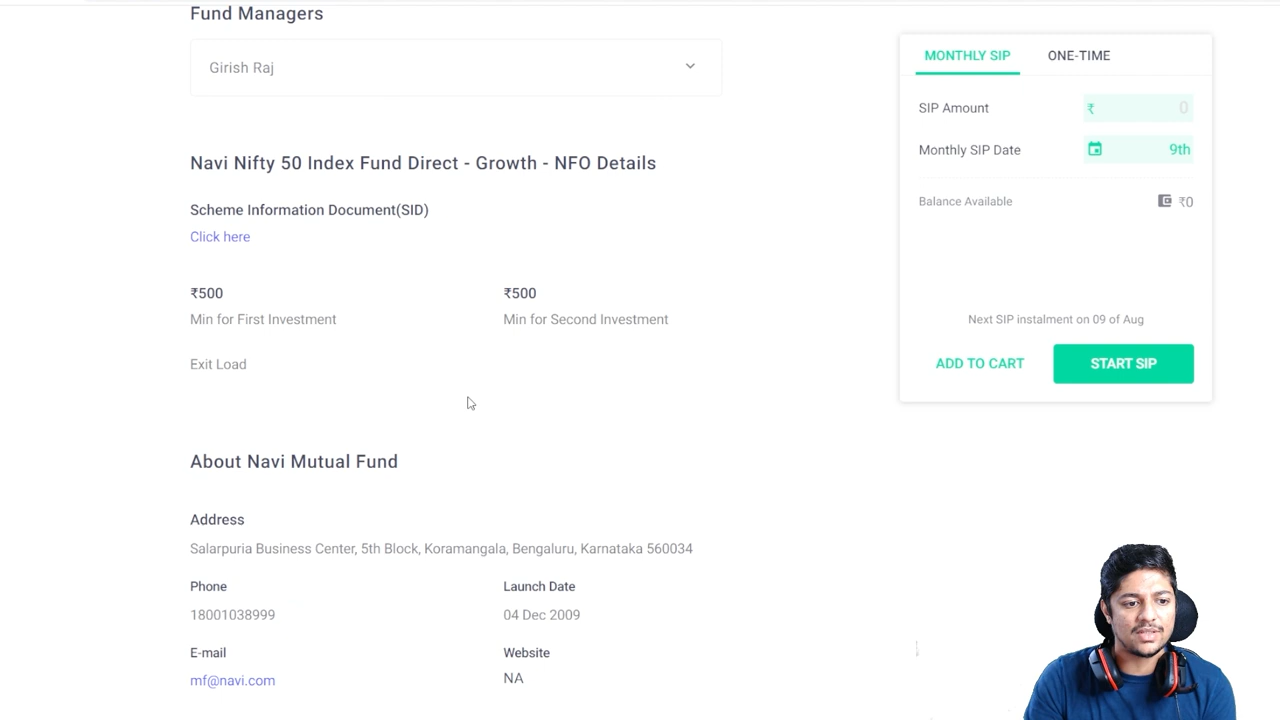 Fund Managers
Girish Raj
MONTHLY SIP
ONE-TIME
SIP Amount
₹ 0
Monthly SIP Date
9th
Balance Available
₹0
Next SIP instalment on 09 of Aug
ADD TO CART
START SIP
Navi Nifty 50 Index Fund Direct - Growth - NFO Details
Scheme Information Document(SID)
Click here
₹500
Min for First Investment
₹500
Min for Second Investment
Exit Load
About Navi Mutual Fund
Address
Salarpuria Business Center, 5th Block, Koramangala, Bengaluru, Karnataka 560034
Phone
18001038999
Launch Date
04 Dec 2009
E-mail
mf@navi.com
Website
NA